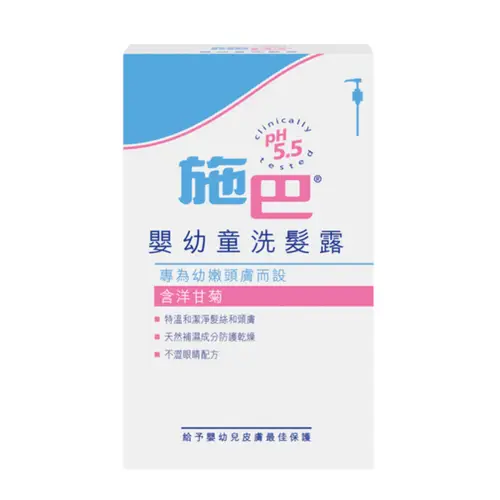 clinically
pH
5.5
tested
施巴®
嬰幼童洗髮露
專為幼嫩頭膚而設
含洋甘菊
特溫和潔淨髮絲和頭膚
天然補濕成分防護乾燥
不澀眼睛配方
給予嬰幼兒皮膚最佳保護